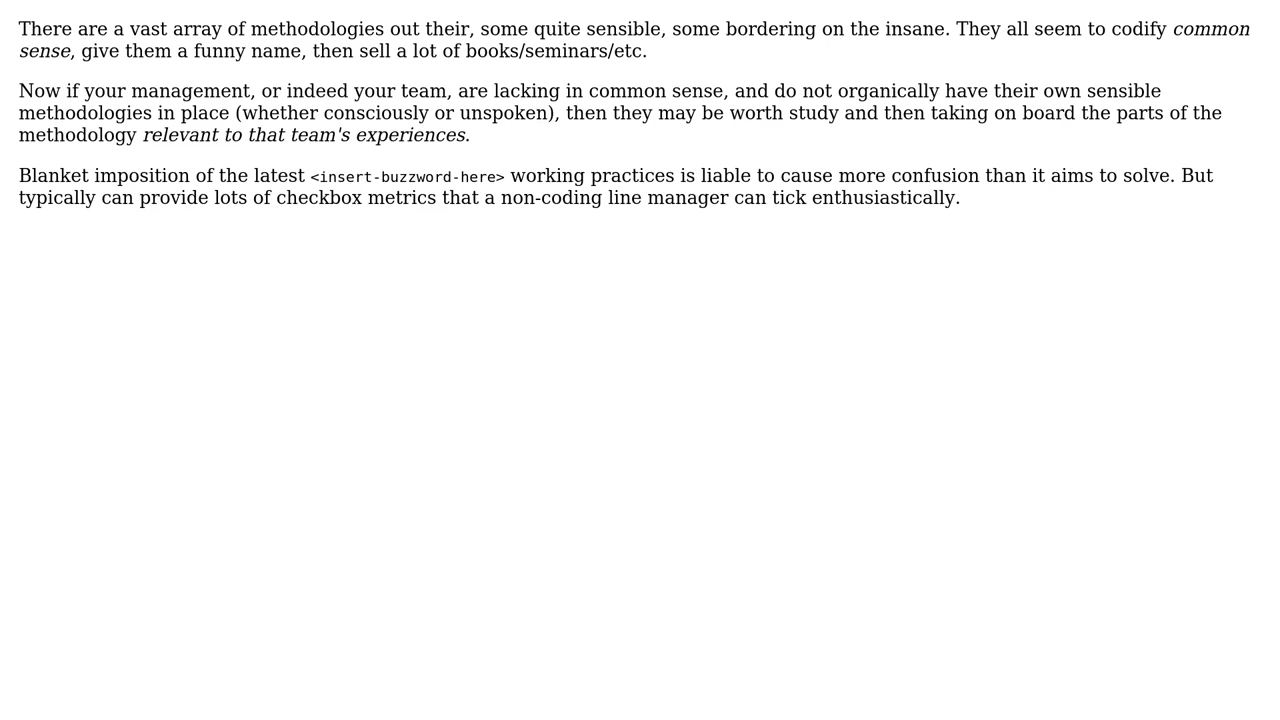 There are a vast array of methodologies out their, some quite sensible, some bordering on the insane. They all seem to codify common
sense, give them a funny name, then sell a lot of books/seminars/etc.
Now if your management, or indeed your team, are lacking in common sense, and do not organically have their own sensible
methodologies in place (whether consciously or unspoken), then they may be worth study and then taking on board the parts of the
methodology relevant to that team's experiences.
Blanket imposition of the latest <insert-buzzword-here> working practices is liable to cause more confusion than it aims to solve. But
typically can provide lots of checkbox metrics that a non-coding line manager can tick enthusiastically.